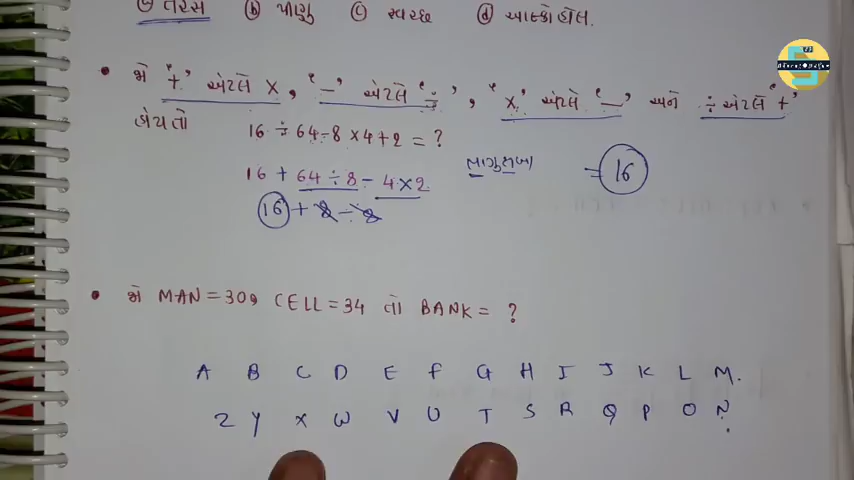 ⓐ તરસ ⓑ પીણુ ⓒ સ્વચ્છ ⓓ આલ્કોહોલ.
• જો '+' એટલે x, '−' એટલે '÷', 'x' એટલે '−' અને ÷ એટલે '+'
હોય તો 16 ÷ 64 - 8 x 4 + 2 = ?
16 + 64 ÷ 8 - 4 x 2 = 16
16 + 8 - 8
• જો MAN = 30, CELL = 34 તો BANK = ?
A B C D E F G H I J K L M.
Z Y X W V U T S R Q P O N